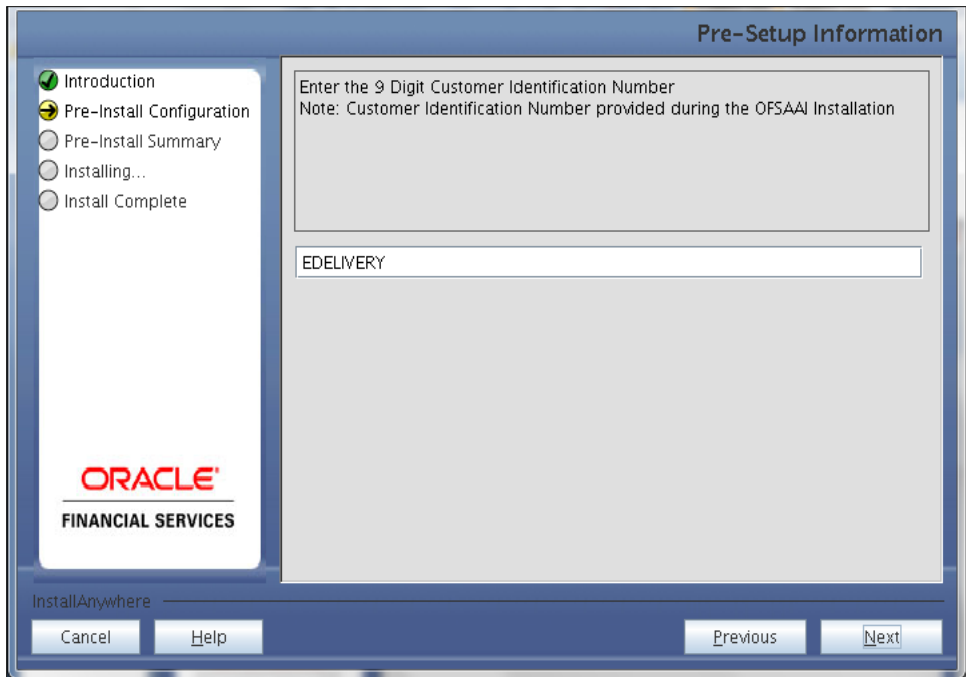 Pre-Setup Information
Introduction
Pre-Install Configuration
Pre-Install Summary
Installing...
Install Complete
Enter the 9 Digit Customer Identification Number
Note: Customer Identification Number provided during the OFSAAI Installation
EDELIVERY
ORACLE
FINANCIAL SERVICES
InstallAnywhere
Cancel
Help
Previous
Next